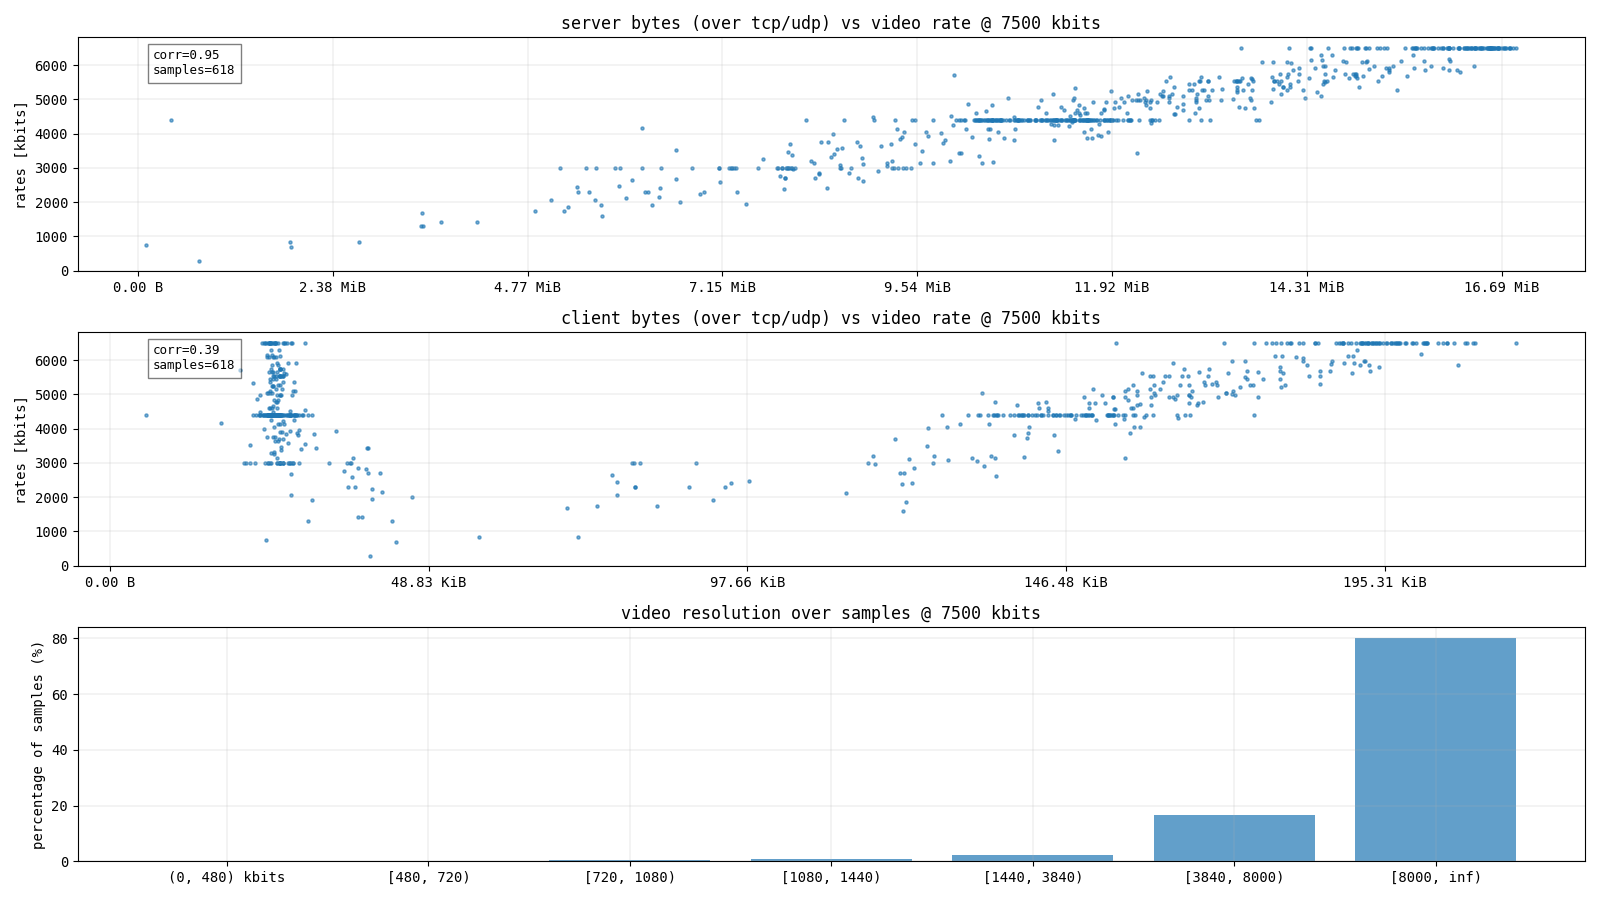 server bytes (over tcp/udp) vs video rate @ 7500 kbits
corr=0.95
samples=618
rates [kbits]
6000
5000
4000
3000
2000
1000
0
0.00 B 2.38 MiB 4.77 MiB 7.15 MiB 9.54 MiB 11.92 MiB 14.31 MiB 16.69 MiB
client bytes (over tcp/udp) vs video rate @ 7500 kbits
corr=0.39
samples=618
rates [kbits]
6000
5000
4000
3000
2000
1000
0
0.00 B 48.83 KiB 97.66 KiB 146.48 KiB 195.31 KiB
video resolution over samples @ 7500 kbits
percentage of samples (%)
80
60
40
20
0
(0, 480) kbits [480, 720) [720, 1080) [1080, 1440) [1440, 3840) [3840, 8000) [8000, inf)